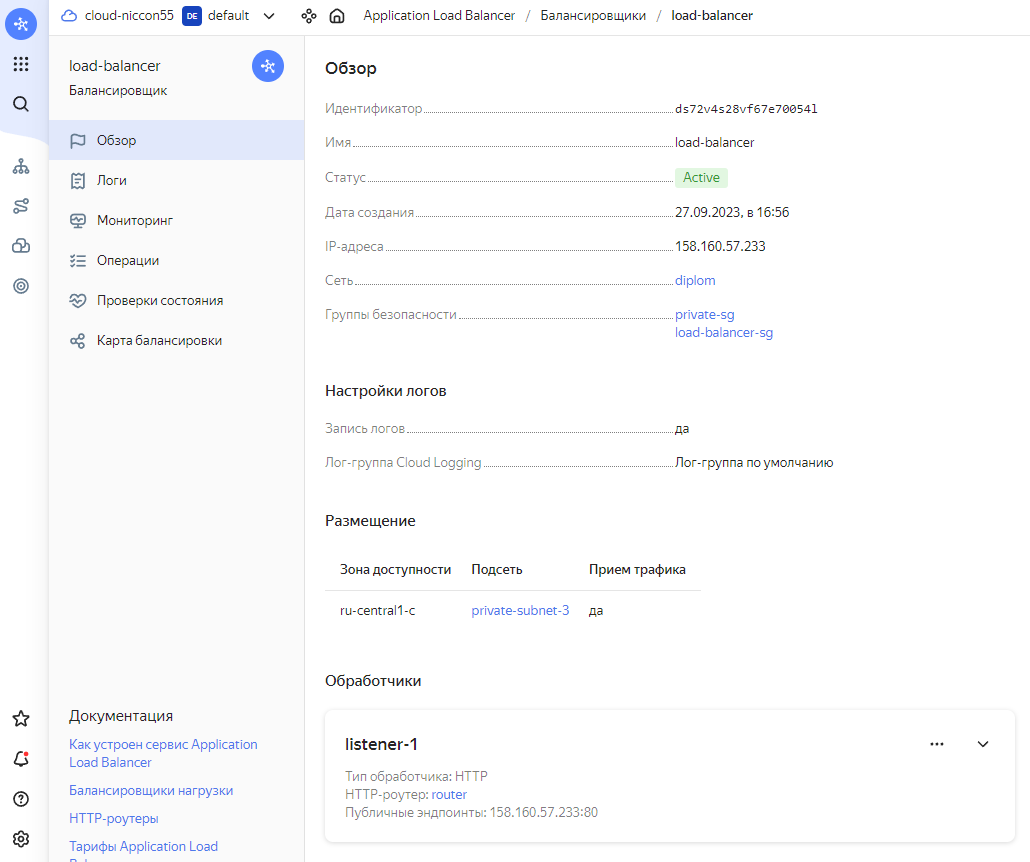 cloud-niccon55 DE default Application Load Balancer / Балансировщики / load-balancer
load-balancer
Балансировщик
Обзор
Логи
Мониторинг
Операции
Проверки состояния
Карта балансировки
Документация
Как устроен сервис Application
Load Balancer
Балансировщики нагрузки
HTTP-роутеры
Тарифы Application Load
Обзор
Идентификатор ds72v4s28vf67e700541
Имя load-balancer
Статус Active
Дата создания 27.09.2023, в 16:56
IP-адреса 158.160.57.233
Сеть diplom
Группы безопасности private-sg
load-balancer-sg
Настройки логов
Запись логов да
Лог-группа Cloud Logging Лог-группа по умолчанию
Размещение
Зона доступности Подсеть Прием трафика
ru-central1-c private-subnet-3 да
Обработчики
listener-1
Тип обработчика: HTTP
HTTP-роутер: router
Публичные эндпоинты: 158.160.57.233:80